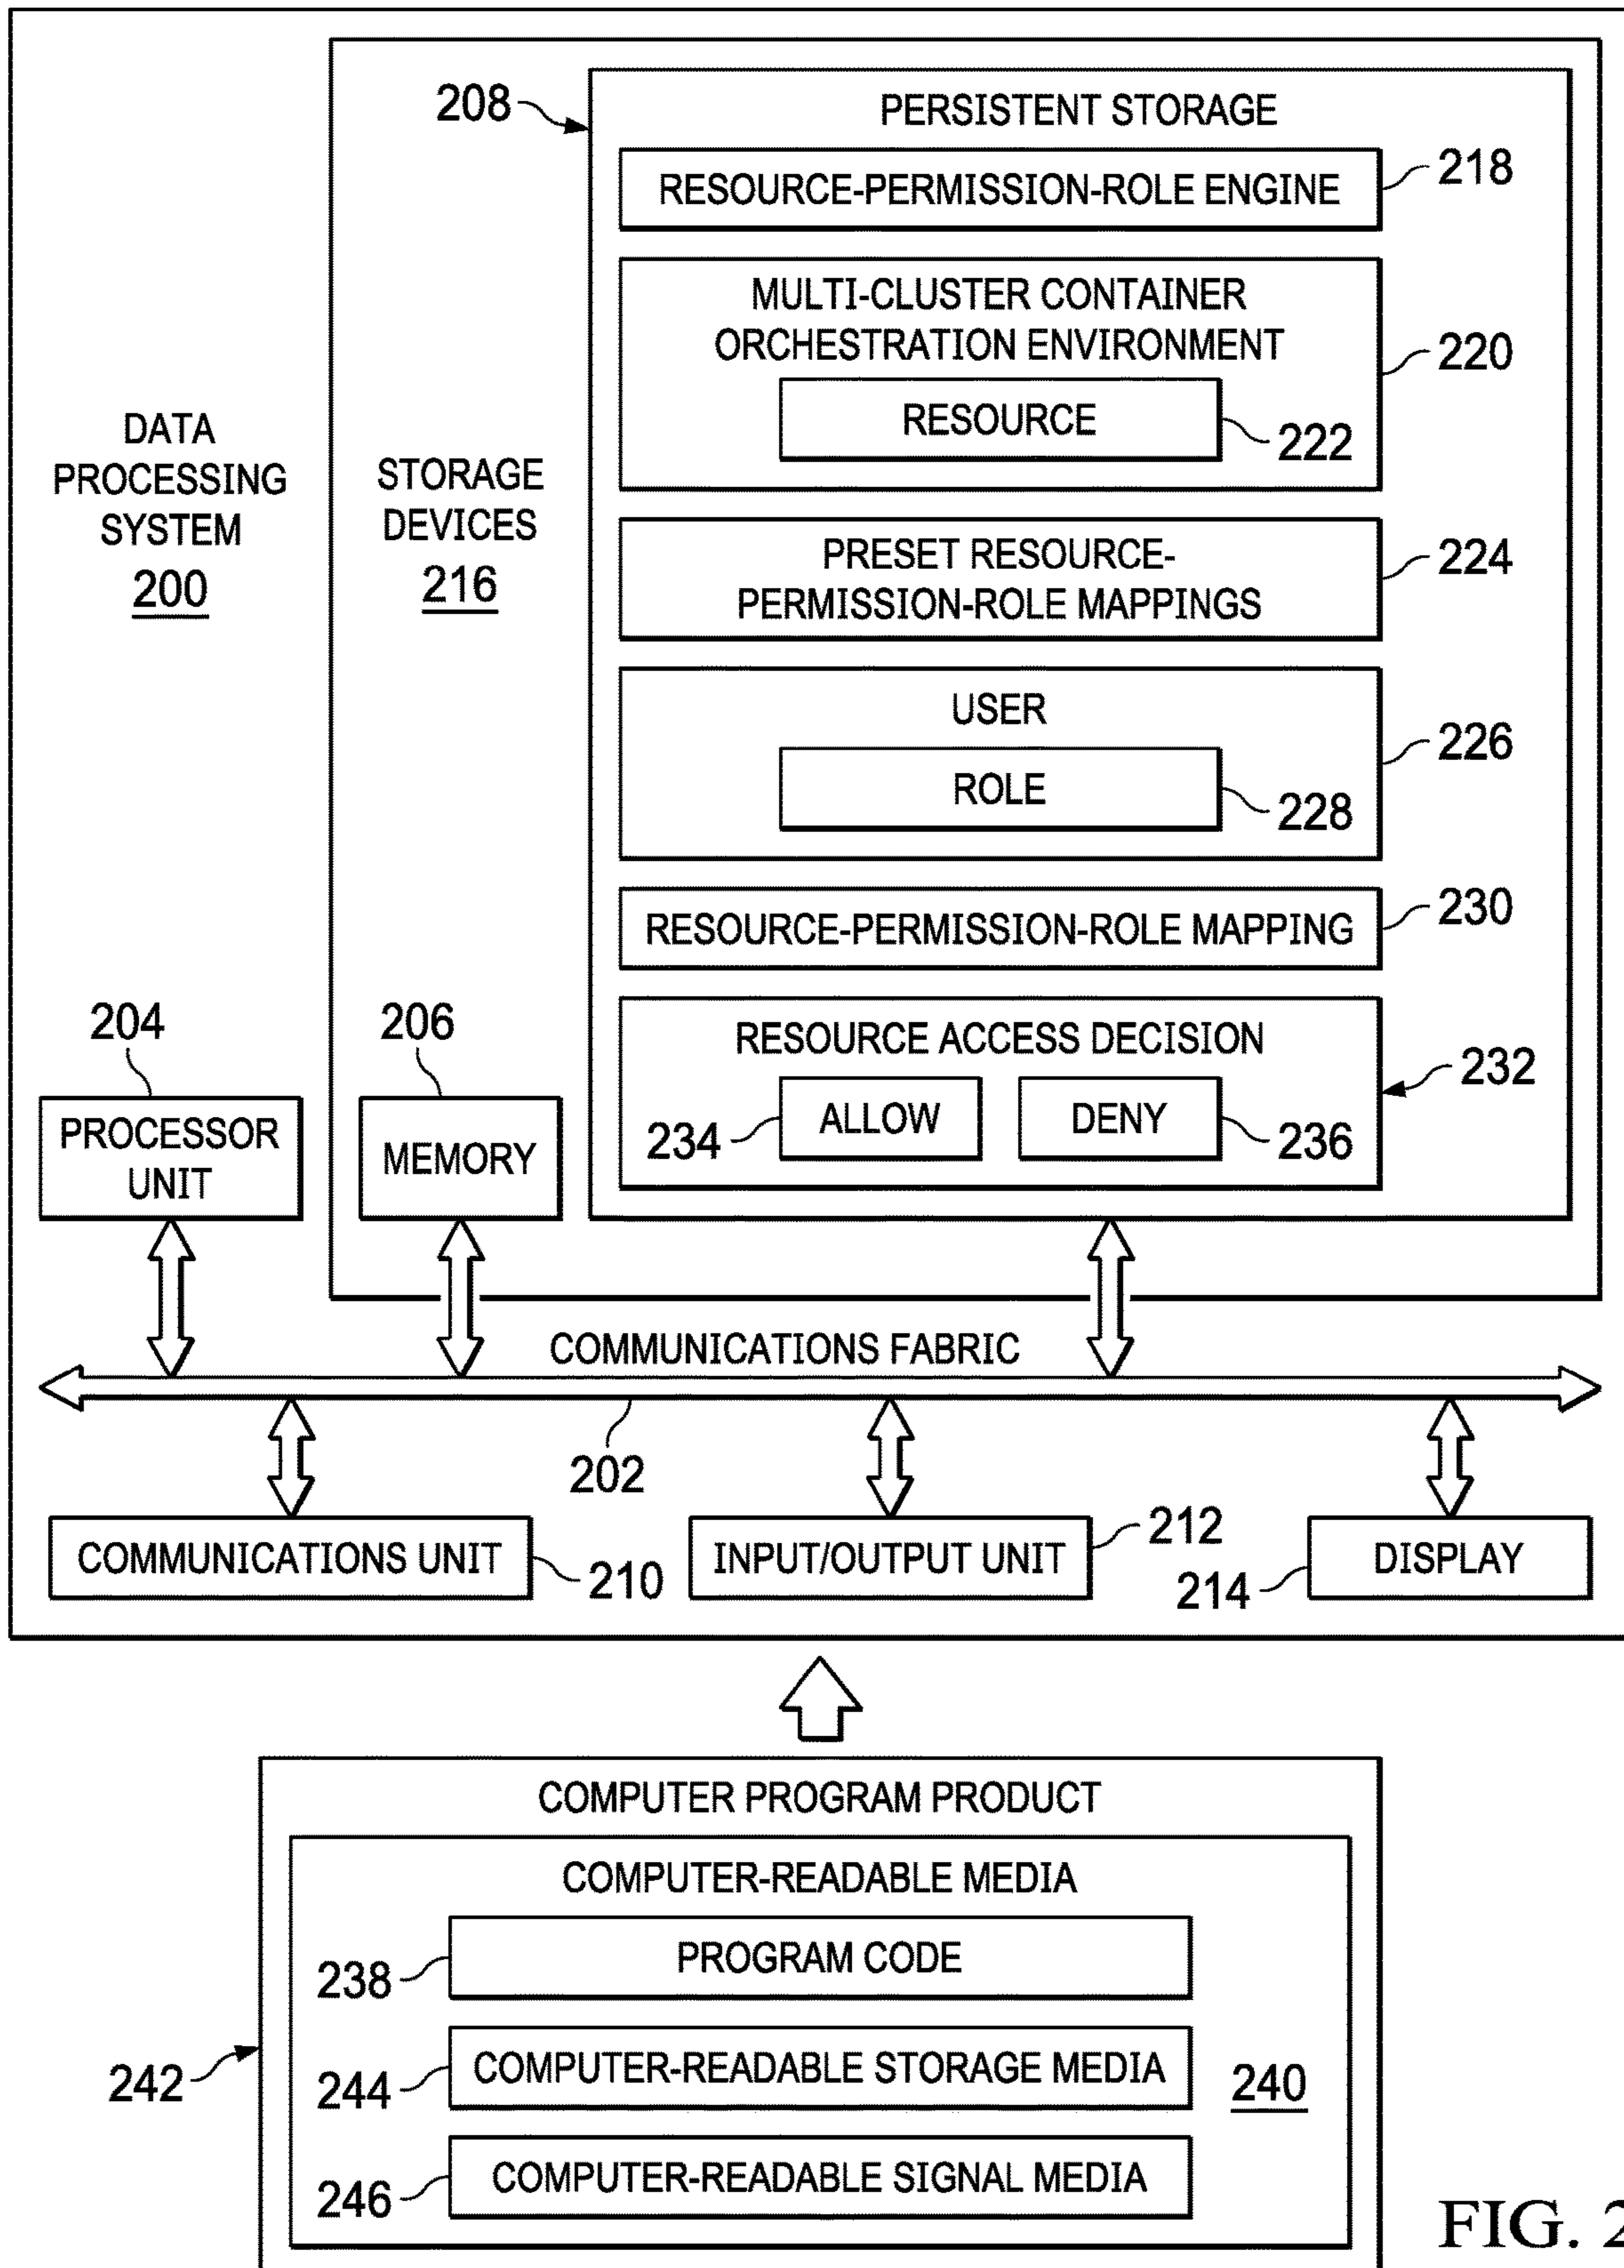 208
PERSISTENT STORAGE
RESOURCE-PERMISSION-ROLE ENGINE
218
MULTI-CLUSTER CONTAINER
ORCHESTRATION ENVIRONMENT
220
RESOURCE
222
DATA
PROCESSING
SYSTEM
200
STORAGE
DEVICES
216
PRESET RESOURCE-
PERMISSION-ROLE MAPPINGS
224
USER
226
ROLE
228
RESOURCE-PERMISSION-ROLE MAPPING
230
RESOURCE ACCESS DECISION
232
234
ALLOW
DENY
236
204
PROCESSOR
UNIT
206
MEMORY
COMMUNICATIONS FABRIC
202
COMMUNICATIONS UNIT
210
INPUT/OUTPUT UNIT
212
DISPLAY
214
COMPUTER PROGRAM PRODUCT
COMPUTER-READABLE MEDIA
PROGRAM CODE
238
242
244
COMPUTER-READABLE STORAGE MEDIA
240
246
COMPUTER-READABLE SIGNAL MEDIA
FIG. 2